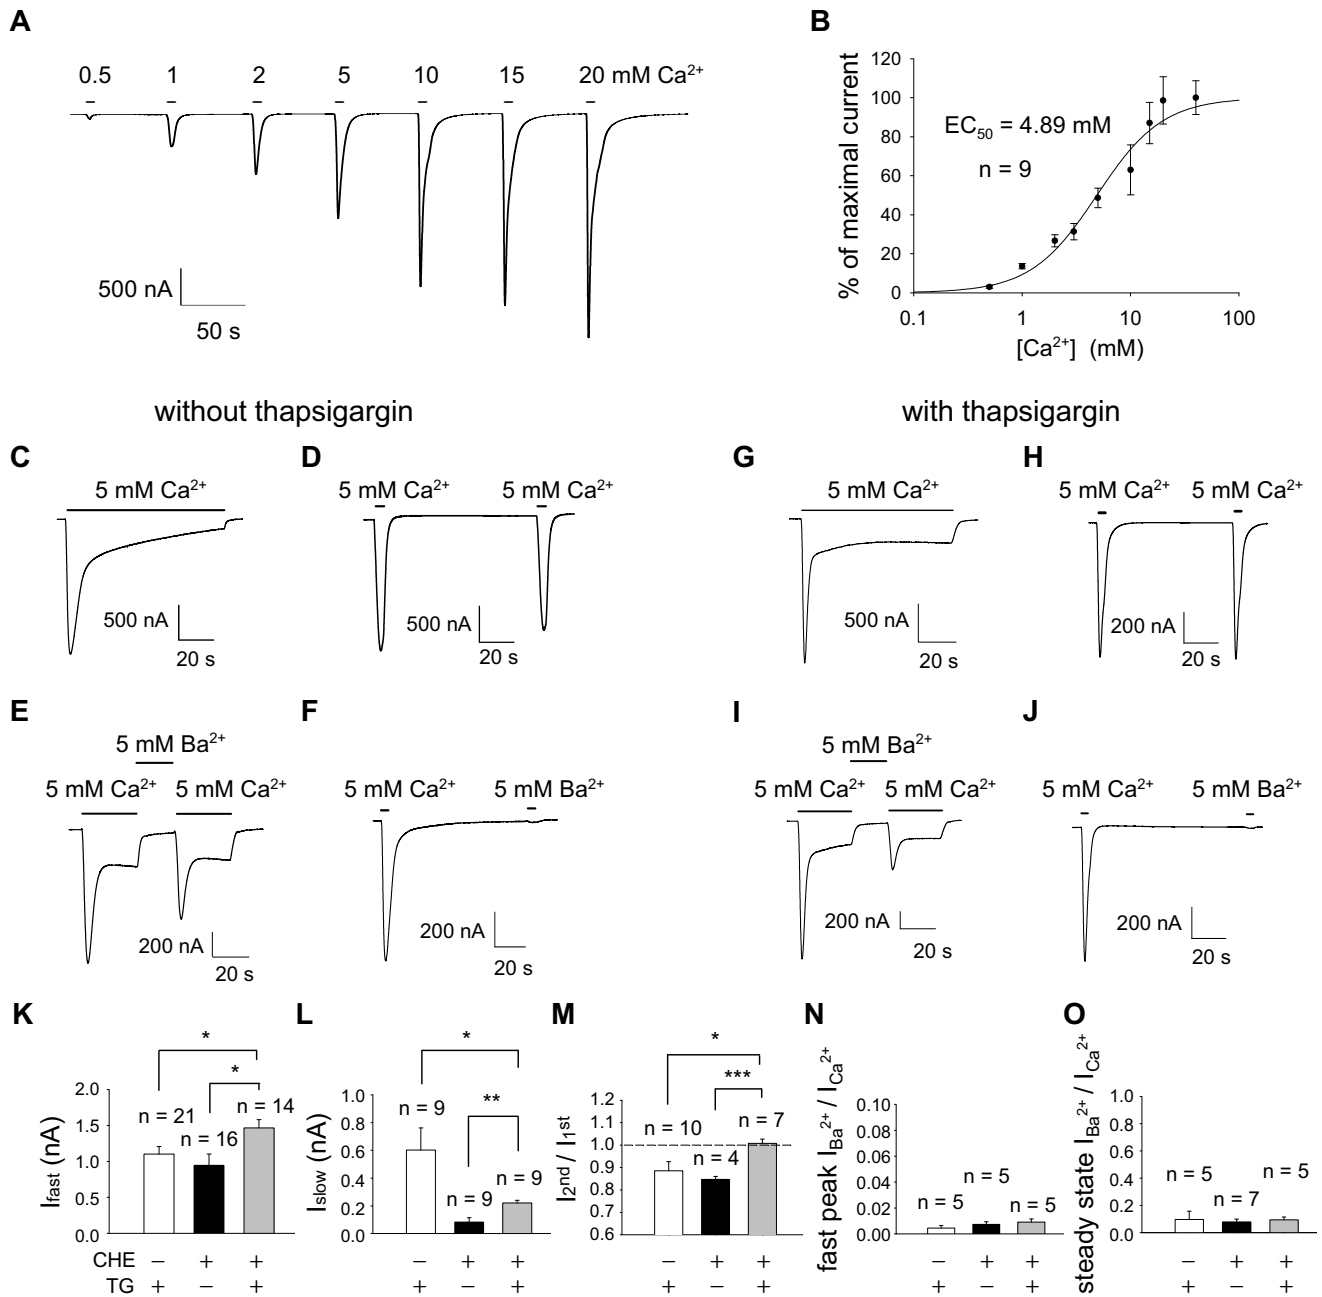 A
0.5 1 2 5 10 15 20 mM Ca²⁺
500 nA
50 s
B
% of maximal current
120
100
80
60
40
20
0
EC₅₀ = 4.89 mM
n = 9
0.1 1 10 100
[Ca²⁺] (mM)
without thapsigargin
with thapsigargin
C
5 mM Ca²⁺
500 nA
20 s
D
5 mM Ca²⁺ 5 mM Ca²⁺
500 nA
20 s
G
5 mM Ca²⁺
500 nA
20 s
H
5 mM Ca²⁺ 5 mM Ca²⁺
200 nA
20 s
E
5 mM Ba²⁺
5 mM Ca²⁺ 5 mM Ca²⁺
200 nA
20 s
F
5 mM Ca²⁺ 5 mM Ba²⁺
200 nA
20 s
I
5 mM Ba²⁺
5 mM Ca²⁺ 5 mM Ca²⁺
200 nA
20 s
J
5 mM Ca²⁺ 5 mM Ba²⁺
200 nA
20 s
K
I fast (nA)
2.0
1.5
1.0
0.5
0.0
*
*
n = 21
n = 16
n = 14
CHE − + +
TG + − +
L
I slow (nA)
1.0
0.8
0.6
0.4
0.2
0.0
*
**
n = 9
n = 9
n = 9
− + +
+ − +
M
I 2nd / I 1st
1.2
1.1
1.0
0.9
0.8
0.7
0.6
*
***
n = 10
n = 4
n = 7
− + +
+ − +
N
fast peak I Ba²⁺ / I Ca²⁺
0.10
0.08
0.06
0.04
0.02
0.00
n = 5
n = 5
n = 5
− + +
+ − +
O
steady state I Ba²⁺ / I Ca²⁺
1.0
0.8
0.6
0.4
0.2
0.0
n = 5
n = 7
n = 5
− + +
+ − +